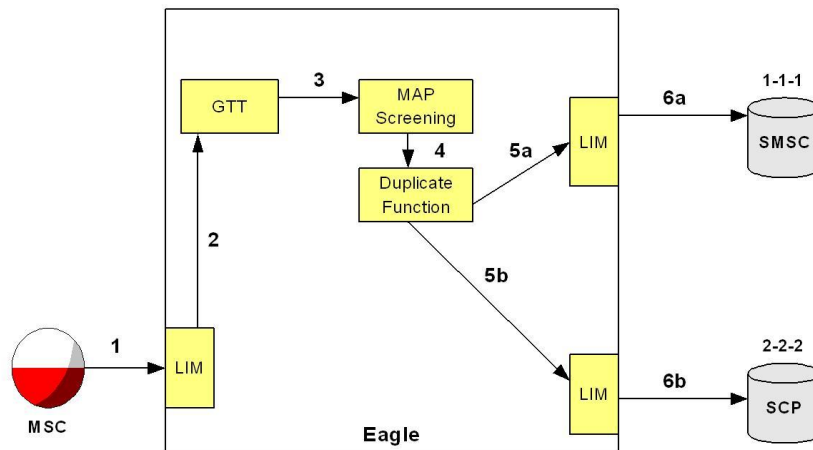 1-1-1
3
6a
GTT
MAP
Screening
4
5a
LIM
SMSC
Duplicate
Function
2
5b
2-2-2
1
LIM
LIM
6b
SCP
MSC
Eagle